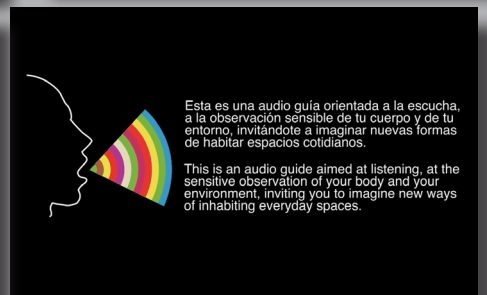 Esta es una audio guía orientada a la escucha,
a la observación sensible de tu cuerpo y de tu
entorno, invitándote a imaginar nuevas formas
de habitar espacios cotidianos.
This is an audio guide aimed at listening, at the
sensitive observation of your body and your
environment, inviting you to imagine new ways
of inhabiting everyday spaces.